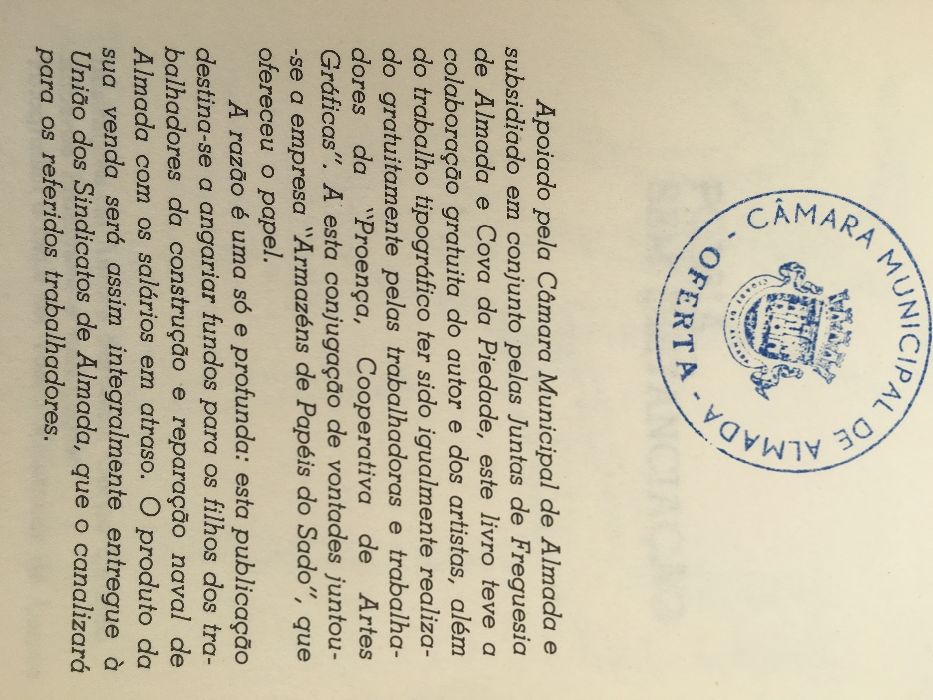 CÂMARA MUNICIPAL DE ALMADA
- OFERTA -
Apoiado pela Câmara Municipal de Almada e
subsidiado em conjunto pelas Juntas de Freguesia
de Almada e Cova da Piedade, este livro teve a
colaboração gratuita do autor e dos artistas, além
do trabalho tipográfico ter sido igualmente realiza-
do gratuitamente pelas trabalhadoras e trabalha-
dores da "Proença, Cooperativa de Artes
Gráficas". A esta conjugação de vontades juntou-
-se a empresa "Armazéns de Papéis do Sado", que
ofereceu o papel.
A razão é uma só e profunda: esta publicação
destina-se a angariar fundos para os filhos dos tra-
balhadores da construção e reparação naval de
Almada com os salários em atraso. O produto da
sua venda será assim integralmente entregue à
União dos Sindicatos de Almada, que o canalizará
para os referidos trabalhadores.